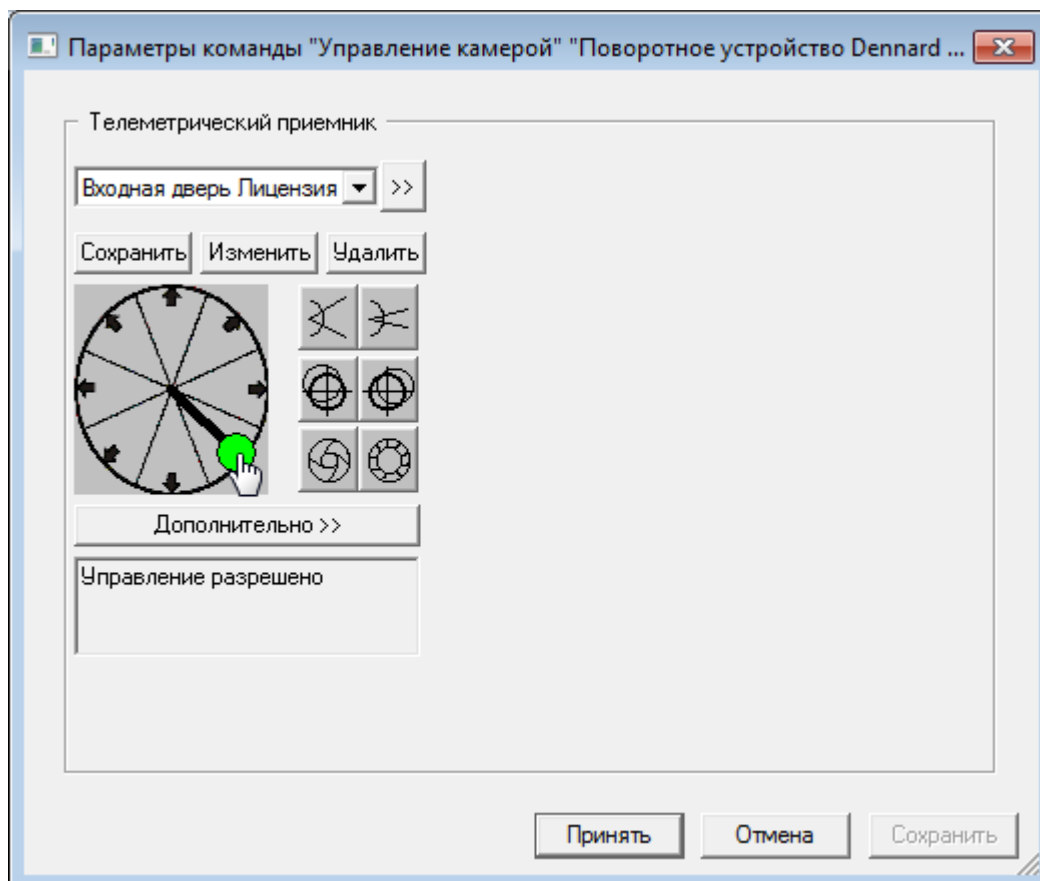 Параметры команды "Управление камерой" "Поворотное устройство Dennard ...
Телеметрический приемник
Входная дверь Лицензия
>>
Сохранить Изменить Удалить
Дополнительно >>
Управление разрешено
Принять Отмена Сохранить